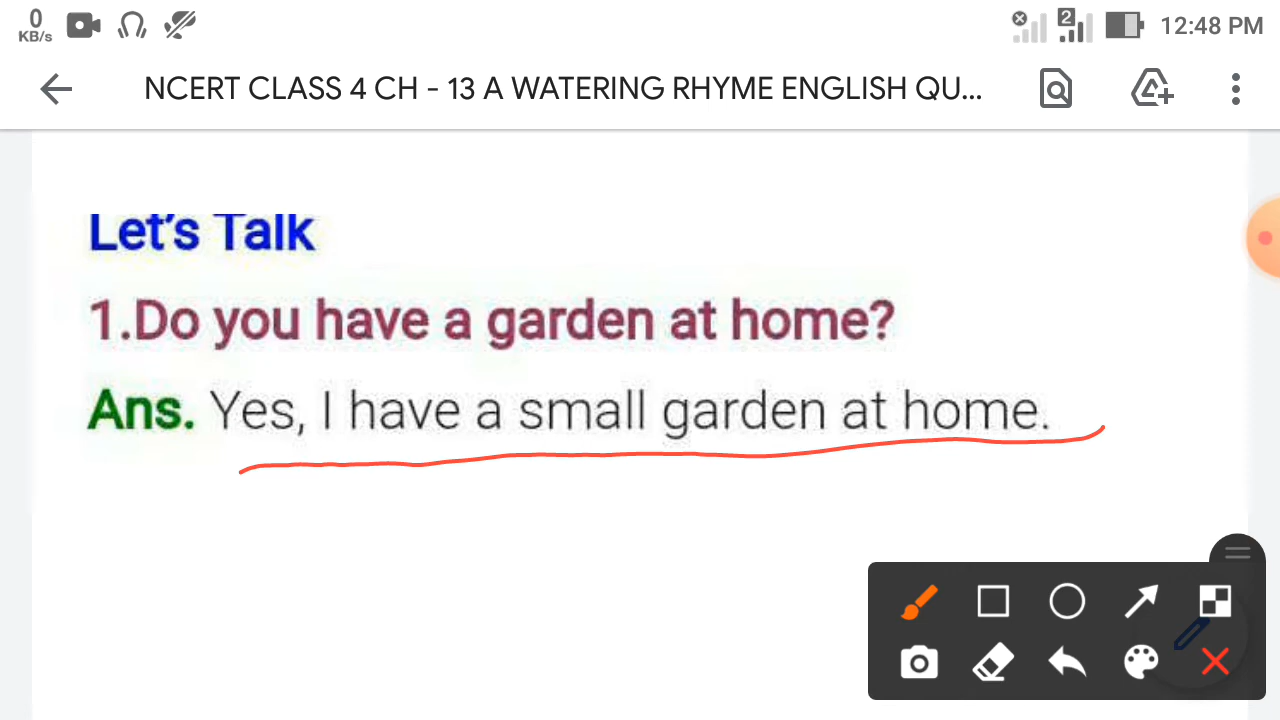 0 KB/s 2 12:48 PM
NCERT CLASS 4 CH - 13 A WATERING RHYME ENGLISH QU...
Let's Talk
1.Do you have a garden at home?
Ans. Yes, I have a small garden at home.